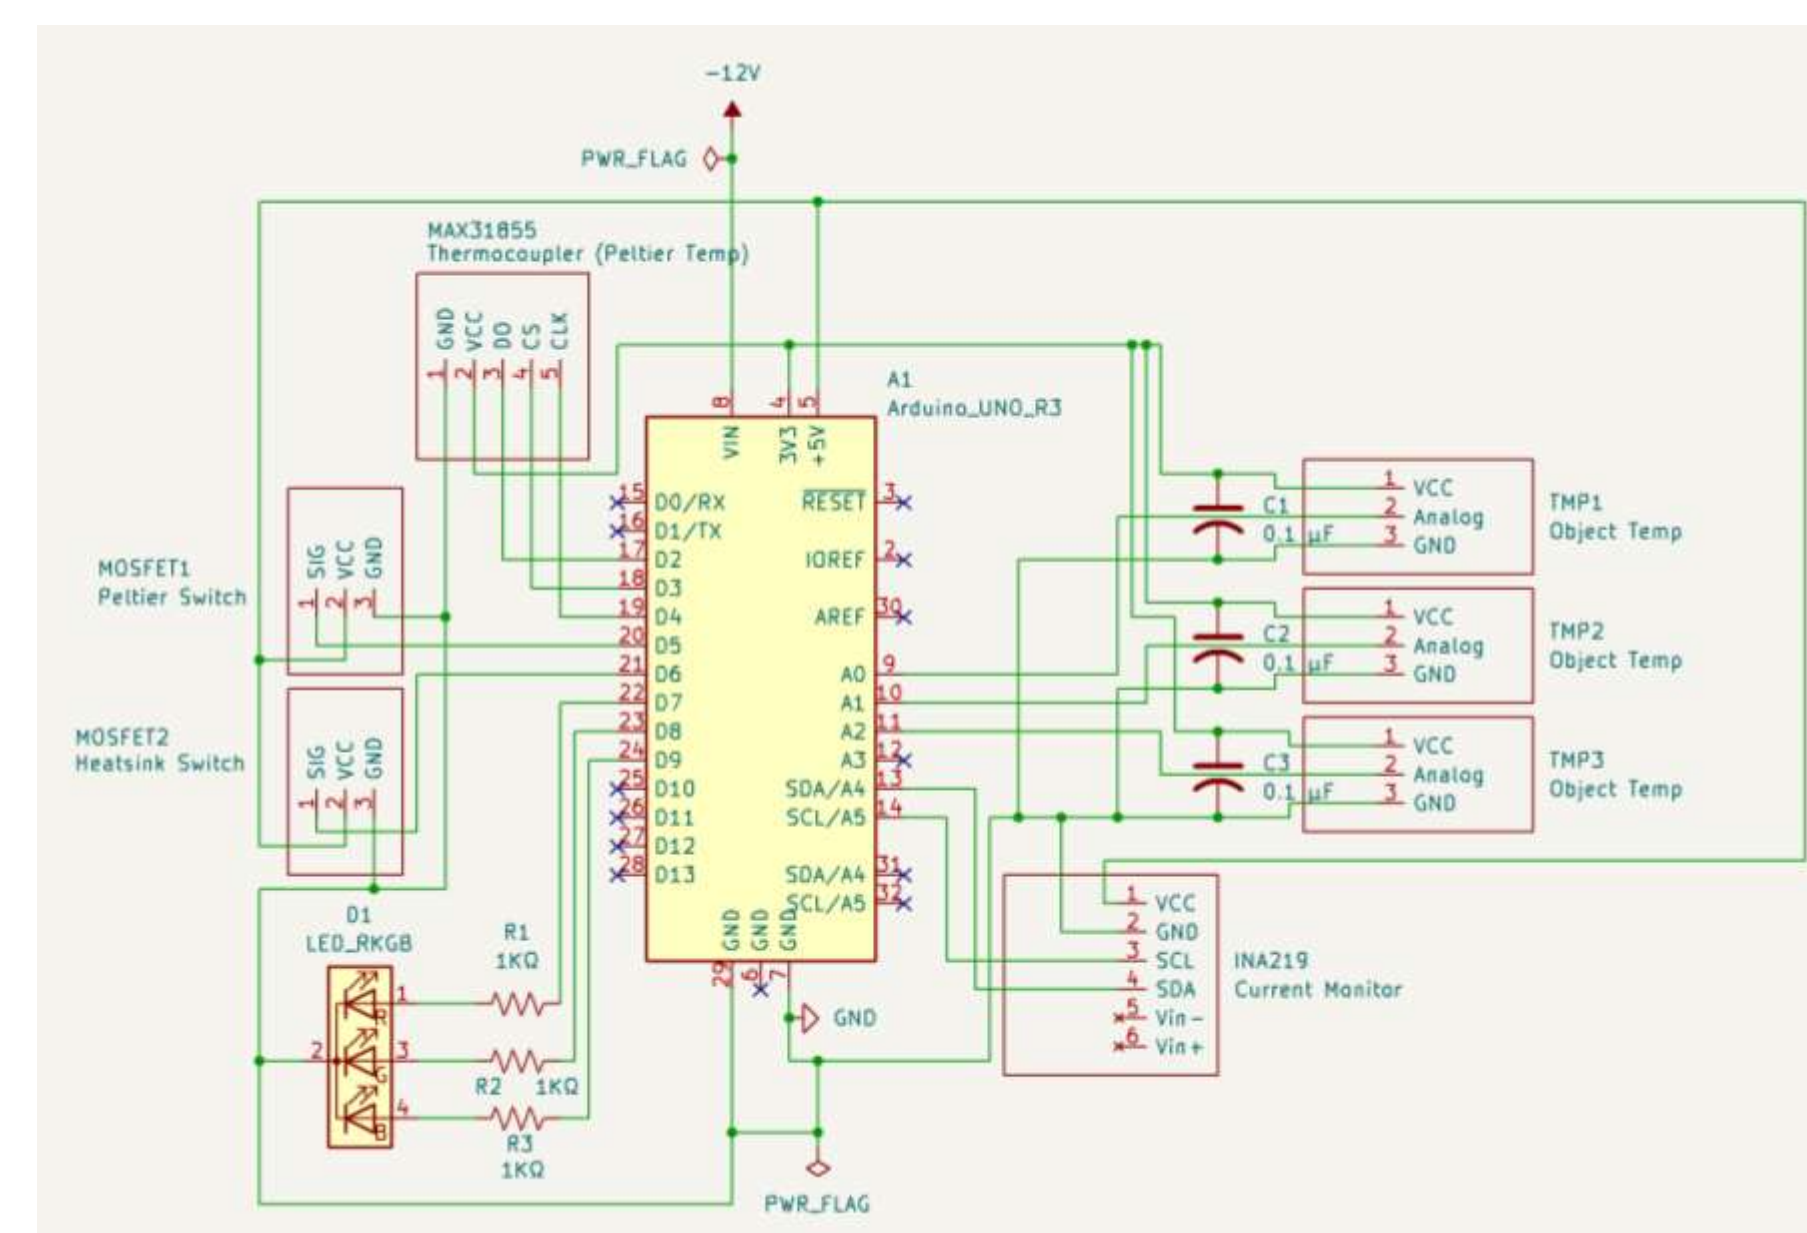 -12V
PWR_FLAG
MAX31855
Thermocoupler (Peltier Temp)
GND
VCC
DO
CS
CLK
1
2
3
4
5
A1
Arduino_UNO_R3
8
4
5
VIN
3V3
+5V
15 D0/RX
16 D1/TX
17 D2
18 D3
19 D4
20 D5
21 D6
22 D7
23 D8
24 D9
25 D10
26 D11
27 D12
28 D13
RESET 3
IOREF 2
AREF 30
A0 9
A1 10
A2 11
A3 12
SDA/A4 13
SCL/A5 14
SDA/A4 31
SCL/A5 32
GND
GND
GND
29
6
7
MOSFET1
Peltier Switch
SIG
VCC
GND
1
2
3
MOSFET2
Heatsink Switch
SIG
VCC
GND
1
2
3
D1
LED_RKGB
1
2
3
4
R
G
B
R1
1KΩ
R2 1KΩ
R3
1KΩ
GND
PWR_FLAG
C1
0.1 µF
1 VCC
2 Analog
3 GND
TMP1
Object Temp
C2
0.1 µF
1 VCC
2 Analog
3 GND
TMP2
Object Temp
C3
0.1 µF
1 VCC
2 Analog
3 GND
TMP3
Object Temp
1 VCC
2 GND
3 SCL
4 SDA
5 Vin-
6 Vin+
INA219
Current Monitor